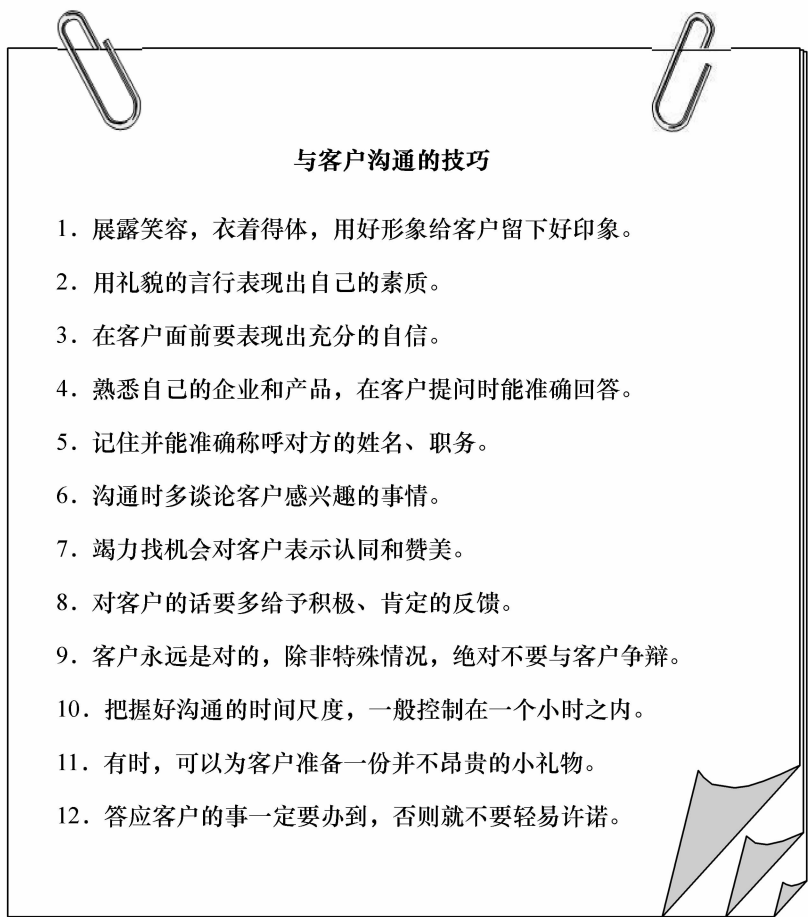 与客户沟通的技巧
1．展露笑容，衣着得体，用好形象给客户留下好印象。
2．用礼貌的言行表现出自己的素质。
3．在客户面前要表现出充分的自信。
4．熟悉自己的企业和产品，在客户提问时能准确回答。
5．记住并能准确称呼对方的姓名、职务。
6．沟通时多谈论客户感兴趣的事情。
7．竭力找机会对客户表示认同和赞美。
8．对客户的话要多给予积极、肯定的反馈。
9．客户永远是对的，除非特殊情况，绝对不要与客户争辩。
10．把握好沟通的时间尺度，一般控制在一个小时之内。
11．有时，可以为客户准备一份并不昂贵的小礼物。
12．答应客户的事一定要办到，否则就不要轻易许诺。